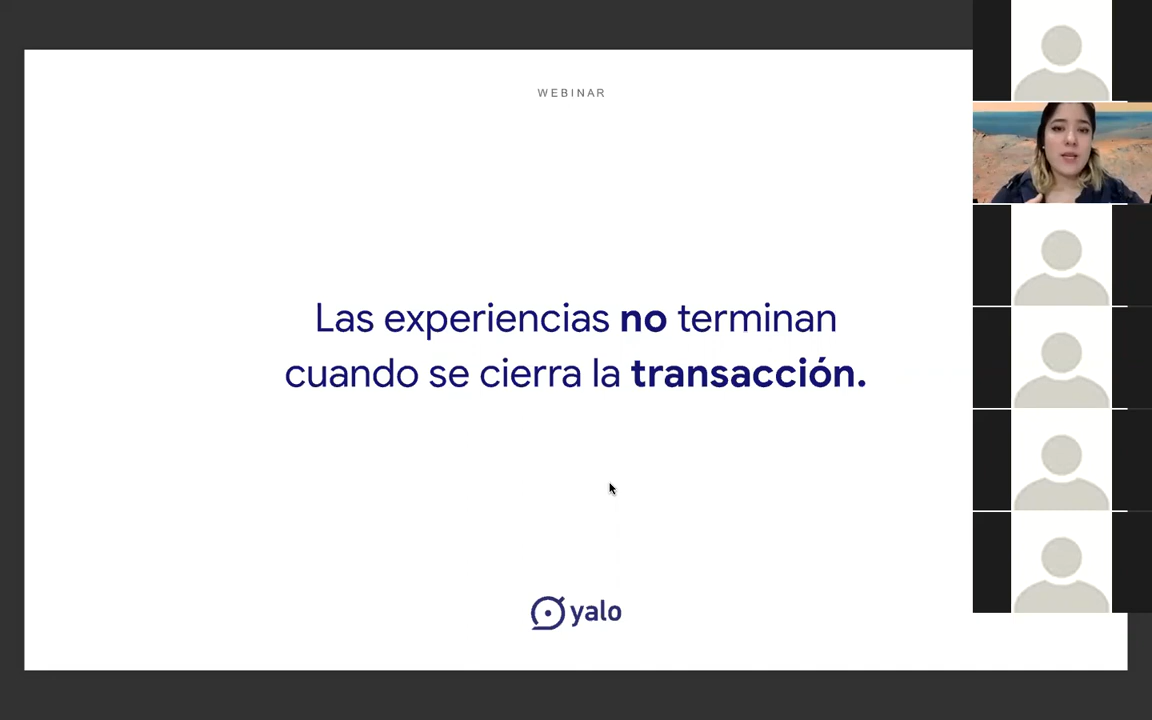 WEBINAR
Las experiencias no terminan
cuando se cierra la transacción.
yalo